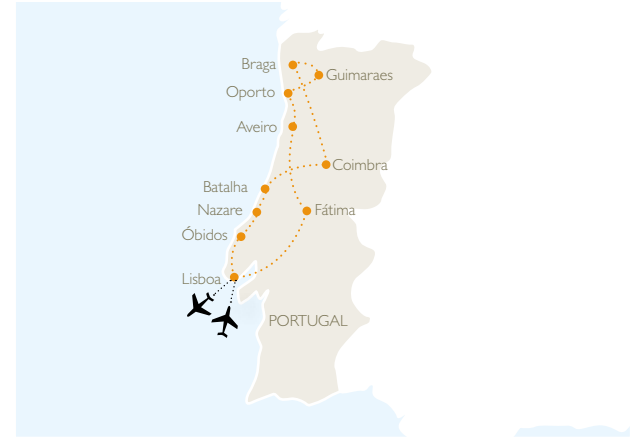 Braga
Guimaraes
Oporto
Aveiro
Coimbra
Batalha
Nazare
Fátima
Óbidos
Lisboa
PORTUGAL